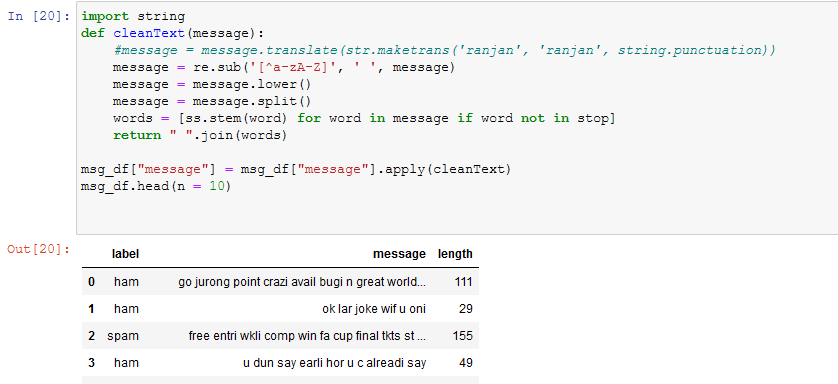 In [20]: import string
def cleanText(message):
#message = message.translate(str.maketrans('ranjan', 'ranjan', string.punctuation))
message = re.sub('[^a-zA-Z]', ' ', message)
message = message.lower()
message = message.split()
words = [ss.stem(word) for word in message if word not in stop]
return " ".join(words)
msg_df["message"] = msg_df["message"].apply(cleanText)
msg_df.head(n = 10)
Out[20]:
label message length
0 ham go jurong point crazi avail bugi n great world... 111
1 ham ok lar joke wif u oni 29
2 spam free entri wkli comp win fa cup final tkts st ... 155
3 ham u dun say earli hor u c alreadi say 49